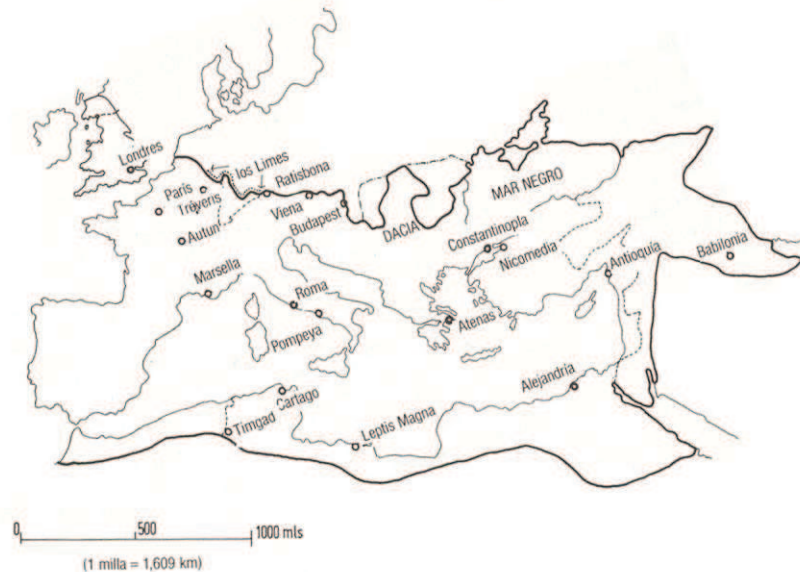 Londres
los Limes
Ratisbona
París
Tréveris
Viena
Budapest
Autun
DACIA
MAR NEGRO
Constantinopla
Nicomedia
Antioquía
Babilonia
Marsella
Roma
Pompeya
Atenas
Alejandría
Cartago
Timgad
Leptis Magna
0 500 1000 mls
(1 milla = 1,609 km)